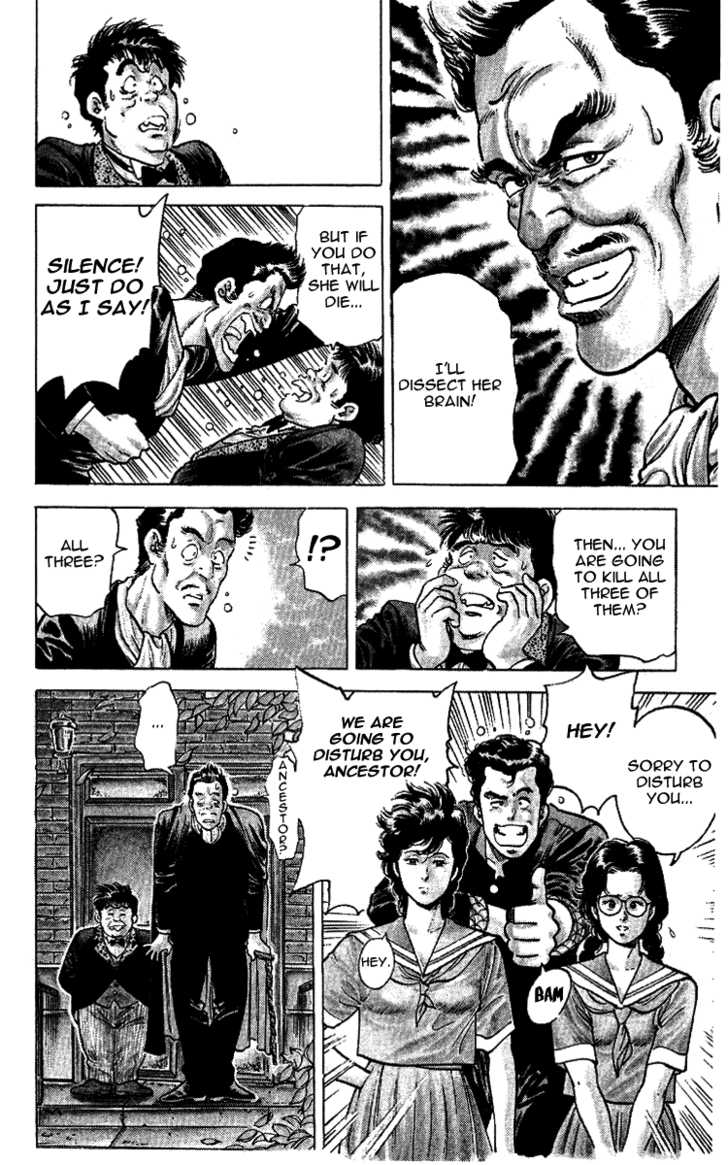 I'LL
DISSECT HER
BRAIN!
BUT IF
YOU DO
THAT,
SHE WILL
DIE...
SILENCE!
JUST DO
AS I SAY!
THEN... YOU
ARE GOING
TO KILL ALL
THREE OF
THEM?
!?
ALL
THREE?
SORRY TO
DISTURB
YOU...
HEY!
WE ARE
GOING TO
DISTURB YOU,
ANCESTOR!
HEY.
BAM
ANCESTOR?
...